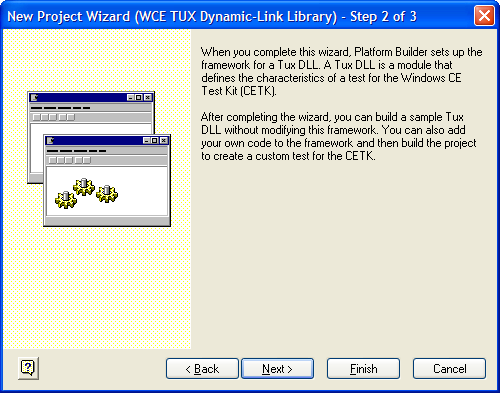 New Project Wizard (WCE TUX Dynamic-Link Library) - Step 2 of 3
When you complete this wizard, Platform Builder sets up the
framework for a Tux DLL. A Tux DLL is a module that
defines the characteristics of a test for the Windows CE
Test Kit (CETK).
After completing the wizard, you can build a sample Tux
DLL without modifying this framework. You can also add
your own code to the framework and then build the project
to create a custom test for the CETK.
?
< Back
Next >
Finish
Cancel